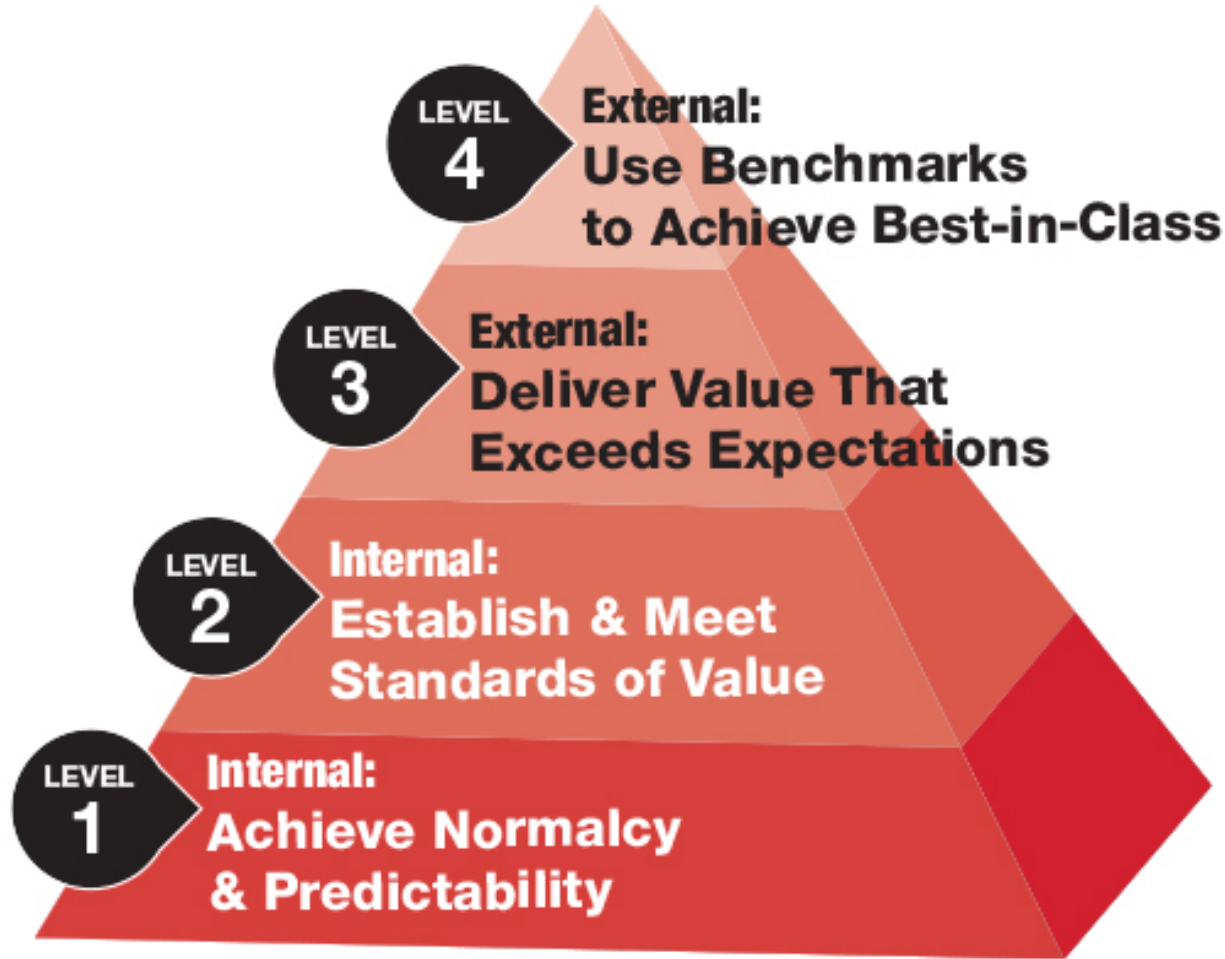 LEVEL
4
External:
Use Benchmarks
to Achieve Best-in-Class
LEVEL
3
External:
Deliver Value That
Exceeds Expectations
LEVEL
2
Internal:
Establish & Meet
Standards of Value
LEVEL
1
Internal:
Achieve Normalcy
& Predictability